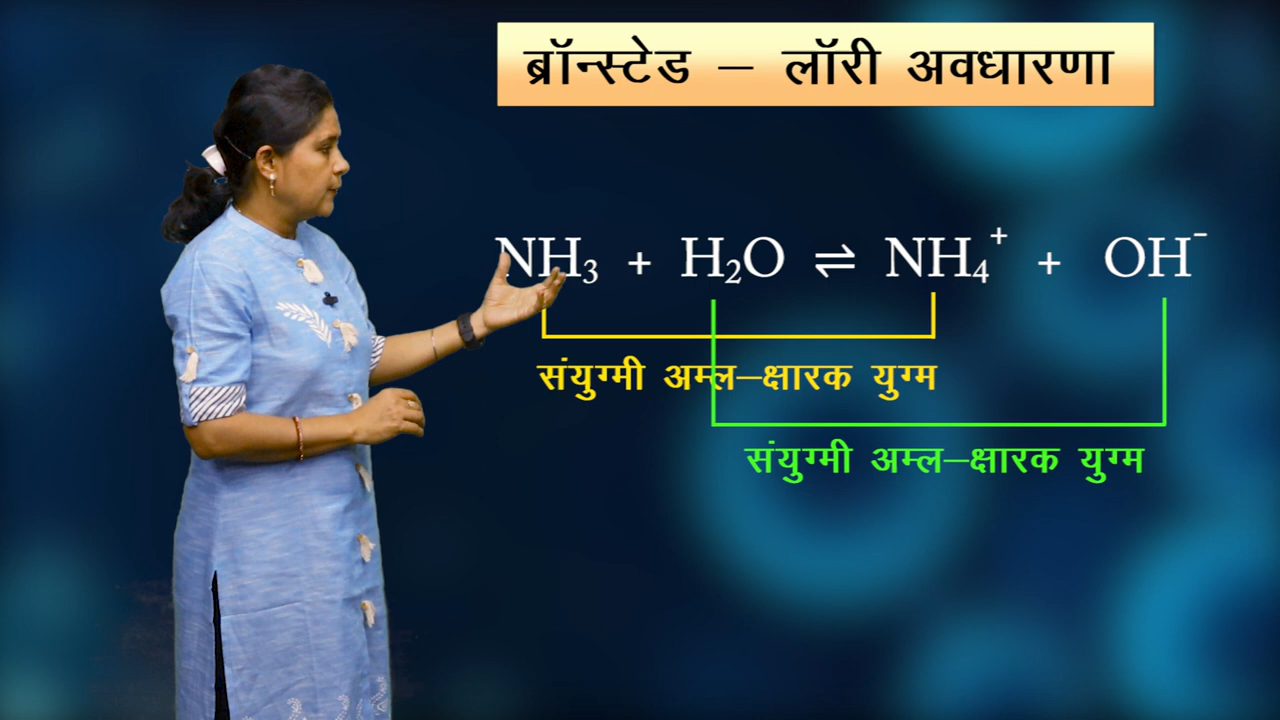 ब्रॉन्स्टेड – लॉरी अवधारणा
NH₃ + H₂O ⇌ NH₄⁺ + OH⁻
संयुग्मी अम्ल–क्षारक युग्म
संयुग्मी अम्ल–क्षारक युग्म